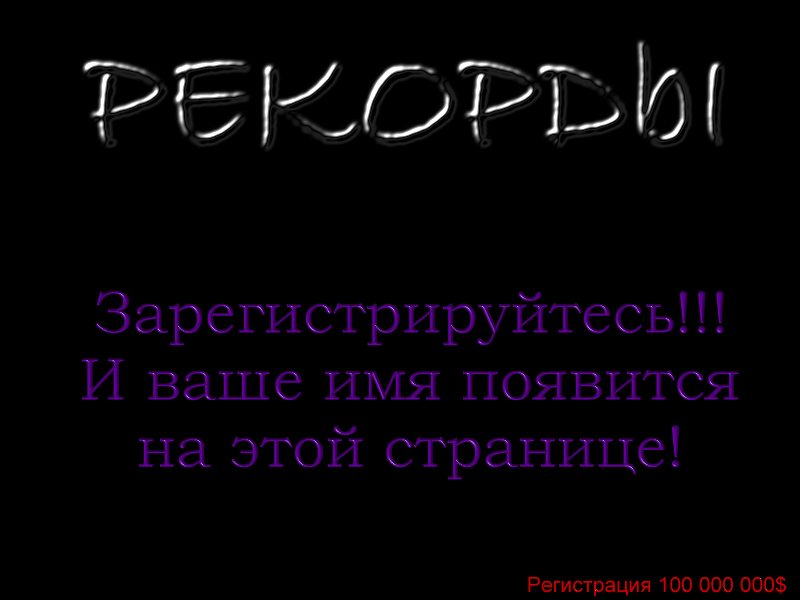 РЕКОРДЫ
Зарегистрируйтесь!!!
И ваше имя появится
на этой странице!
Регистрация 100 000 000$